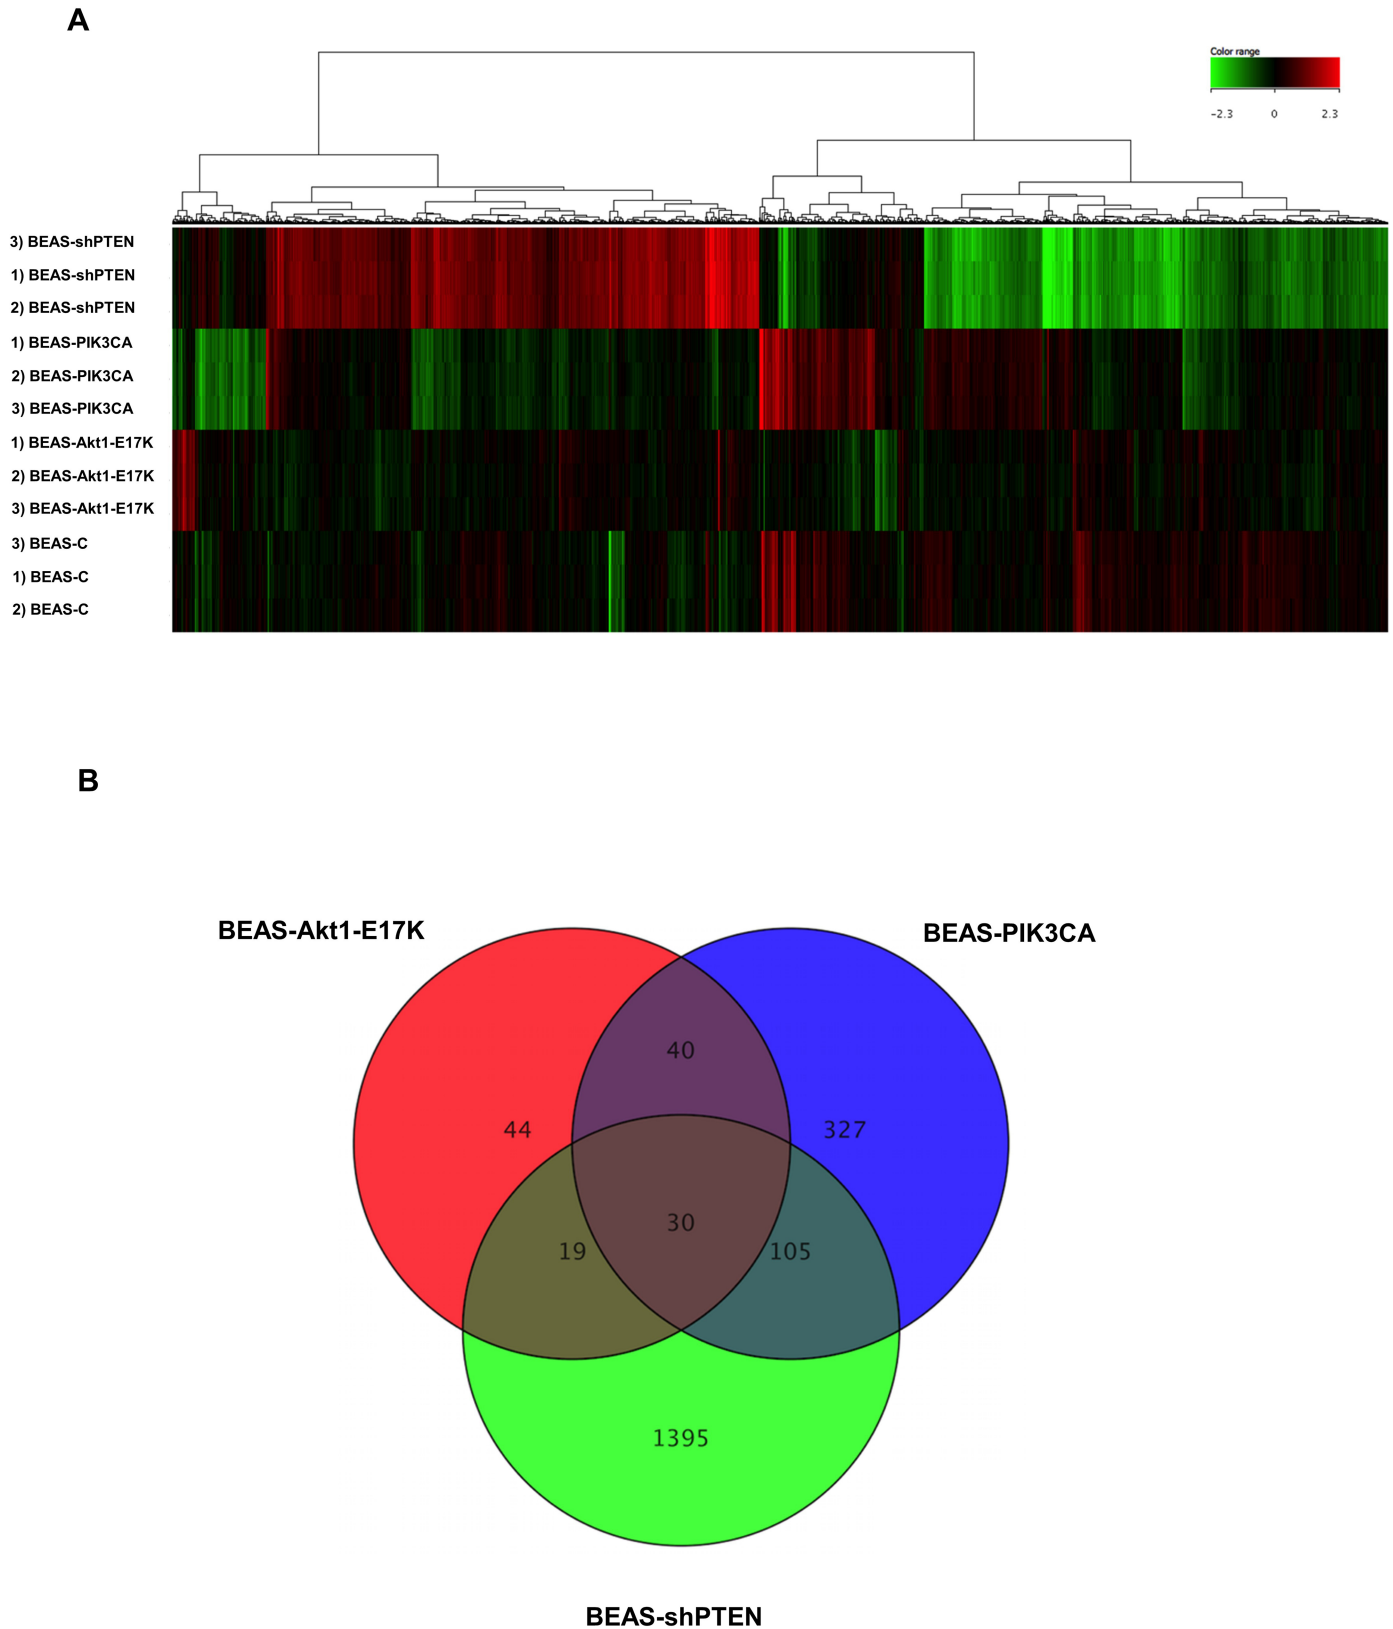 A
Color range
-2.3 0 2.3
3) BEAS-shPTEN
1) BEAS-shPTEN
2) BEAS-shPTEN
1) BEAS-PIK3CA
2) BEAS-PIK3CA
3) BEAS-PIK3CA
1) BEAS-Akt1-E17K
2) BEAS-Akt1-E17K
3) BEAS-Akt1-E17K
3) BEAS-C
1) BEAS-C
2) BEAS-C
B
BEAS-Akt1-E17K
BEAS-PIK3CA
40
44
327
30
19
105
1395
BEAS-shPTEN